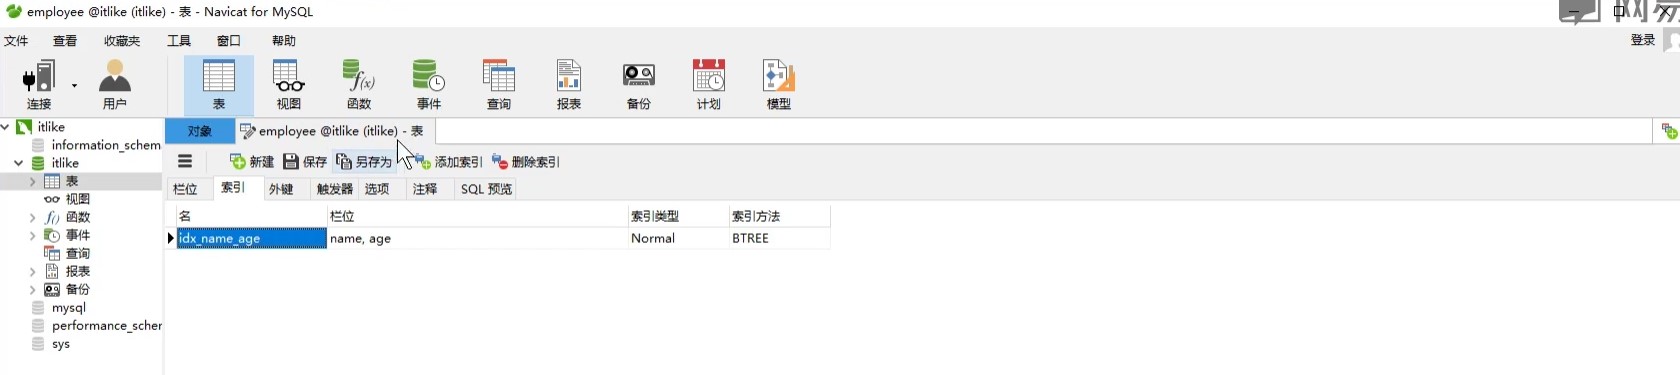 employee @itlike (itlike) - 表 - Navicat for MySQL
文件 查看 收藏夹 工具 窗口 帮助 登录
连接 用户 表 视图 函数 事件 查询 报表 备份 计划 模型
itlike
information_schem
itlike
表
视图
函数
事件
查询
报表
备份
mysql
performance_scher
sys
对象 employee @itlike (itlike) - 表
新建 保存 另存为 添加索引 删除索引
栏位 索引 外键 触发器 选项 注释 SQL 预览
名 栏位 索引类型 索引方法
idx_name_age name, age Normal BTREE